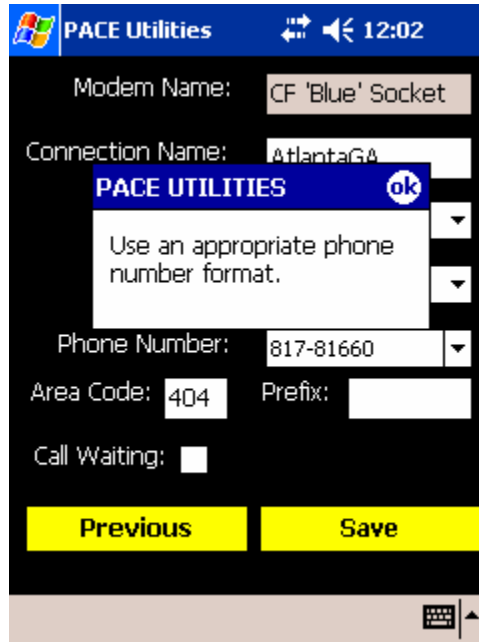 PACE Utilities 12:02
Modem Name: CF 'Blue' Socket
Connection Name: AtlantaGA
PACE UTILITIES ok
Use an appropriate phone
number format.
Phone Number: 817-81660
Area Code: 404 Prefix:
Call Waiting:
Previous Save